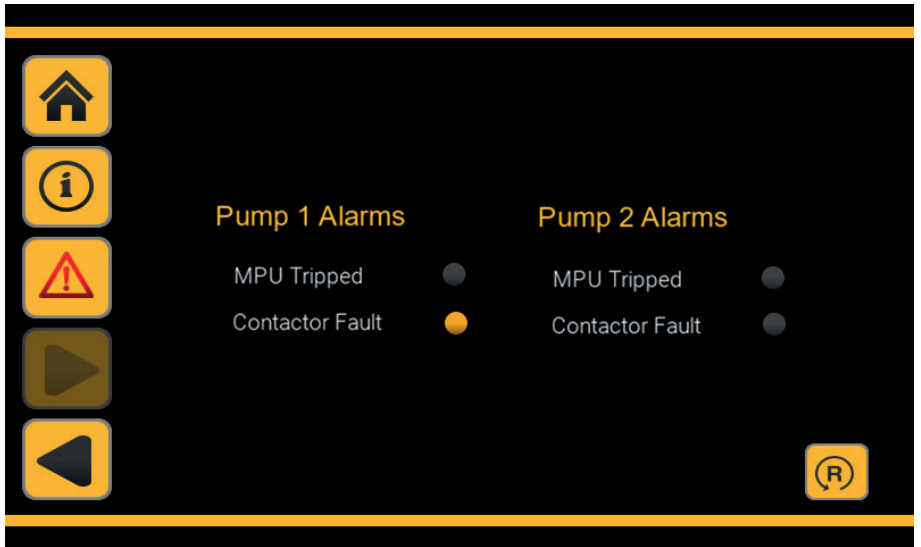 i
Pump 1 Alarms
Pump 2 Alarms
MPU Tripped
MPU Tripped
Contactor Fault
Contactor Fault
R